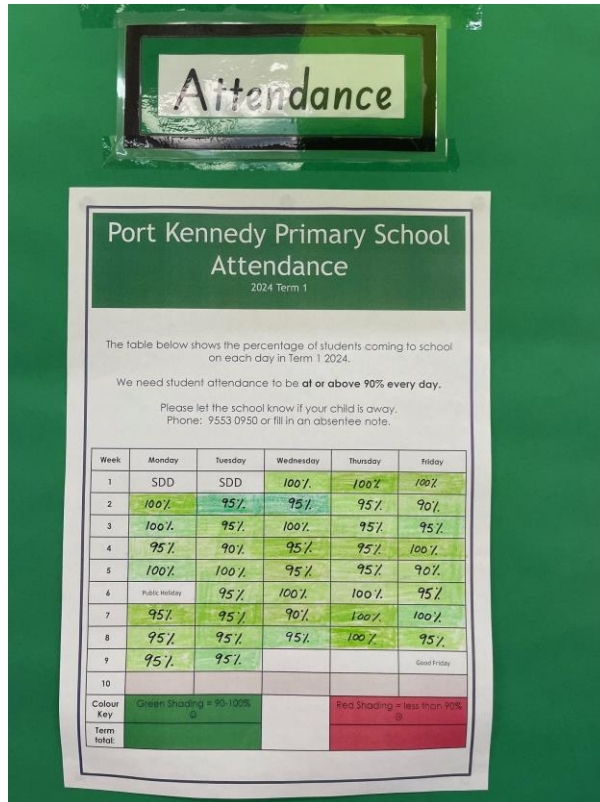 Attendance
Port Kennedy Primary School
Attendance
2024 Term 1
The table below shows the percentage of students coming to school
on each day in Term 1 2024.
We need student attendance to be at or above 90% every day.
Please let the school know if your child is away.
Phone: 9553 0950 or fill in an absentee note.
Week Monday Tuesday Wednesday Thursday Friday
1 SDD SDD 100% 100% 100%
2 100% 95% 95% 95% 90%
3 100% 95% 100% 95% 95%
4 95% 90% 95% 95% 100%
5 100% 100% 95% 95% 90%
6 Public Holiday 95% 100% 100% 95%
7 95% 95% 90% 100% 100%
8 95% 95% 95% 100% 95%
9 95% 95% Good Friday
10
Colour Key Green Shading = 90-100% ☺ Red Shading = less than 90% ☹
Term total: